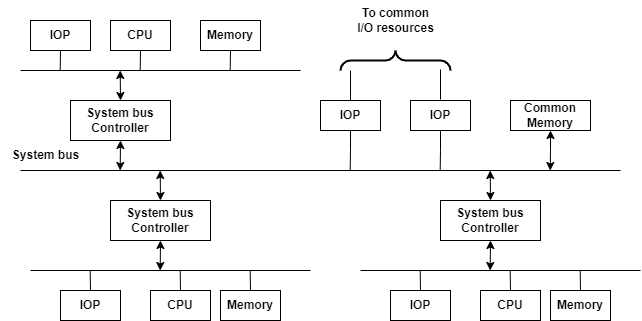 To common
I/O resources
IOP
CPU
Memory
System bus
Controller
IOP
IOP
Common
Memory
System bus
System bus
Controller
System bus
Controller
IOP
CPU
Memory
IOP
CPU
Memory